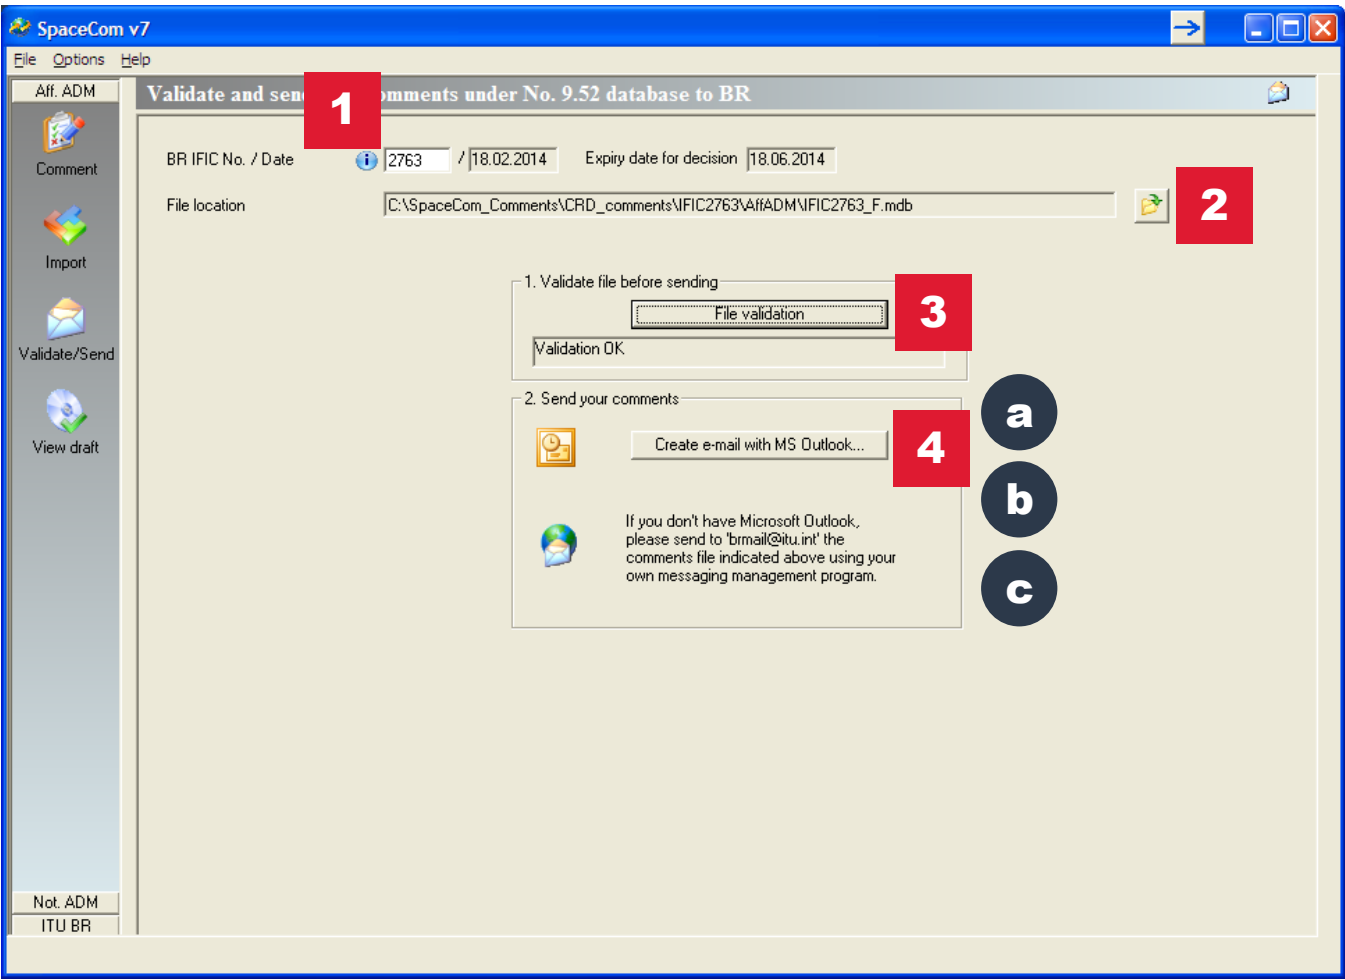 SpaceCom v7
File Options Help
Aff. ADM
Validate and sen 1 omments under No. 9.52 database to BR
Comment
BR IFIC No. / Date 2763 / 18.02.2014 Expiry date for decision 18.06.2014
File location C:\SpaceCom_Comments\CRD_comments\IFIC2763\AffADM\IFIC2763_F.mdb 2
Import
1. Validate file before sending
File validation 3
Validation OK
Validate/Send
2. Send your comments
a
Create e-mail with MS Outlook... 4
View draft
b
If you don't have Microsoft Outlook,
please send to 'brmail@itu.int' the
comments file indicated above using your
own messaging management program.
c
Not. ADM
ITU BR